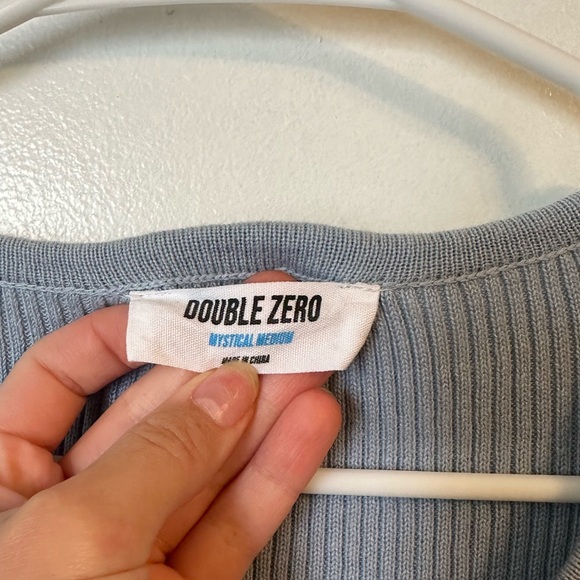 DOUBLE ZERO
MYSTICAL MEDIUM
MADE IN CHINA